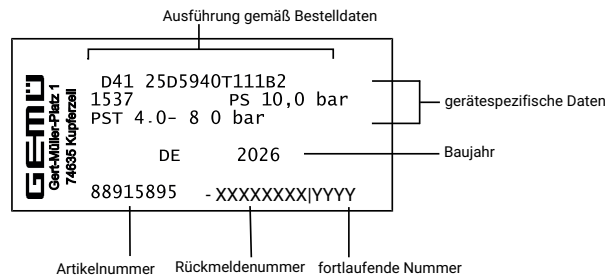 Ausführung gemäß Bestelldaten
GEMÜ
Gert-Müller-Platz 1
74635 Kupferzell
D41 25D5940T111B2
1537 PS 10,0 bar
PST 4.0- 8 0 bar
gerätespezifische Daten
DE 2026
Baujahr
88915895 - XXXXXXXX|YYYY
Artikelnummer Rückmeldenummer fortlaufende Nummer